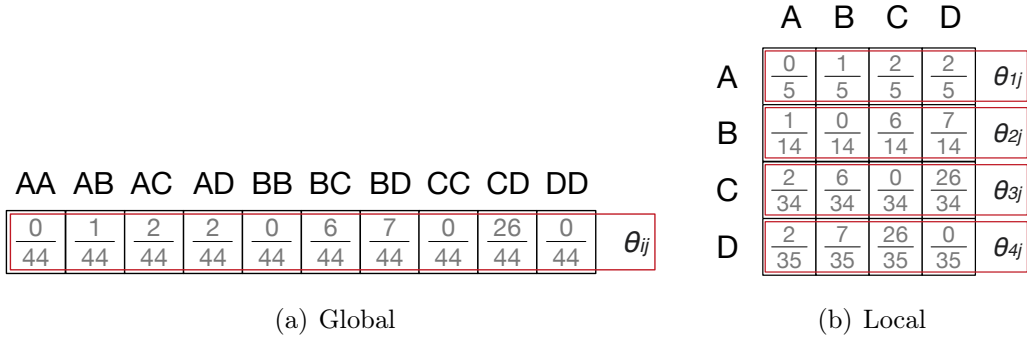 AA AB AC AD BB BC BD CC CD DD
0/44 1/44 2/44 2/44 0/44 6/44 7/44 0/44 26/44 0/44 θij
(a) Global
A B C D
A 0/5 1/5 2/5 2/5 θ1j
B 1/14 0/14 6/14 7/14 θ2j
C 2/34 6/34 0/34 26/34 θ3j
D 2/35 7/35 26/35 0/35 θ4j
(b) Local